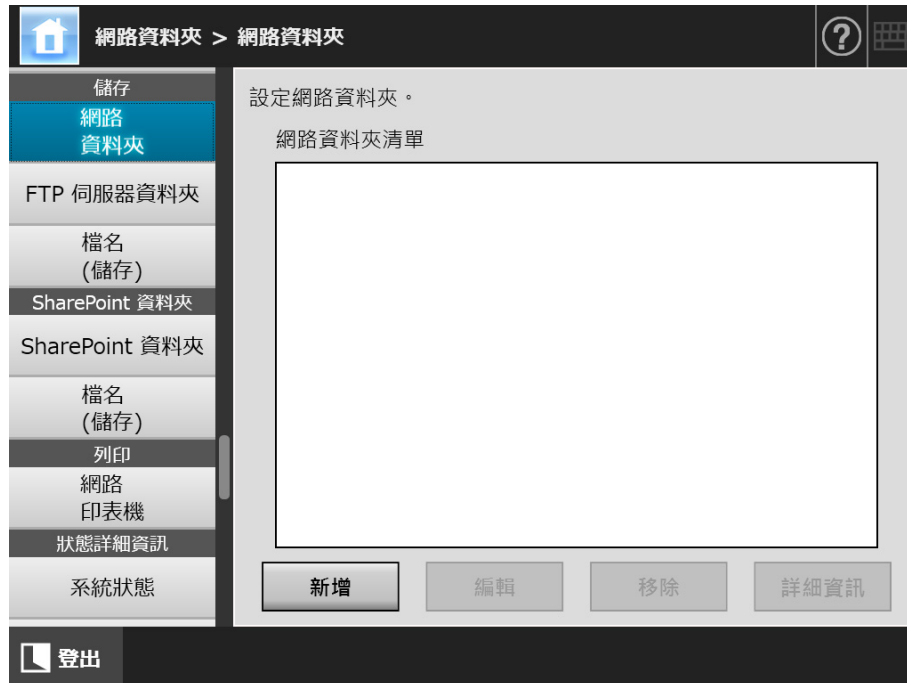 網路資料夾 > 網路資料夾
?
儲存
網路
資料夾
FTP 伺服器資料夾
檔名
(儲存)
SharePoint 資料夾
SharePoint 資料夾
檔名
(儲存)
列印
網路
印表機
狀態詳細資訊
系統狀態
設定網路資料夾。
網路資料夾清單
新增
編輯
移除
詳細資訊
登出